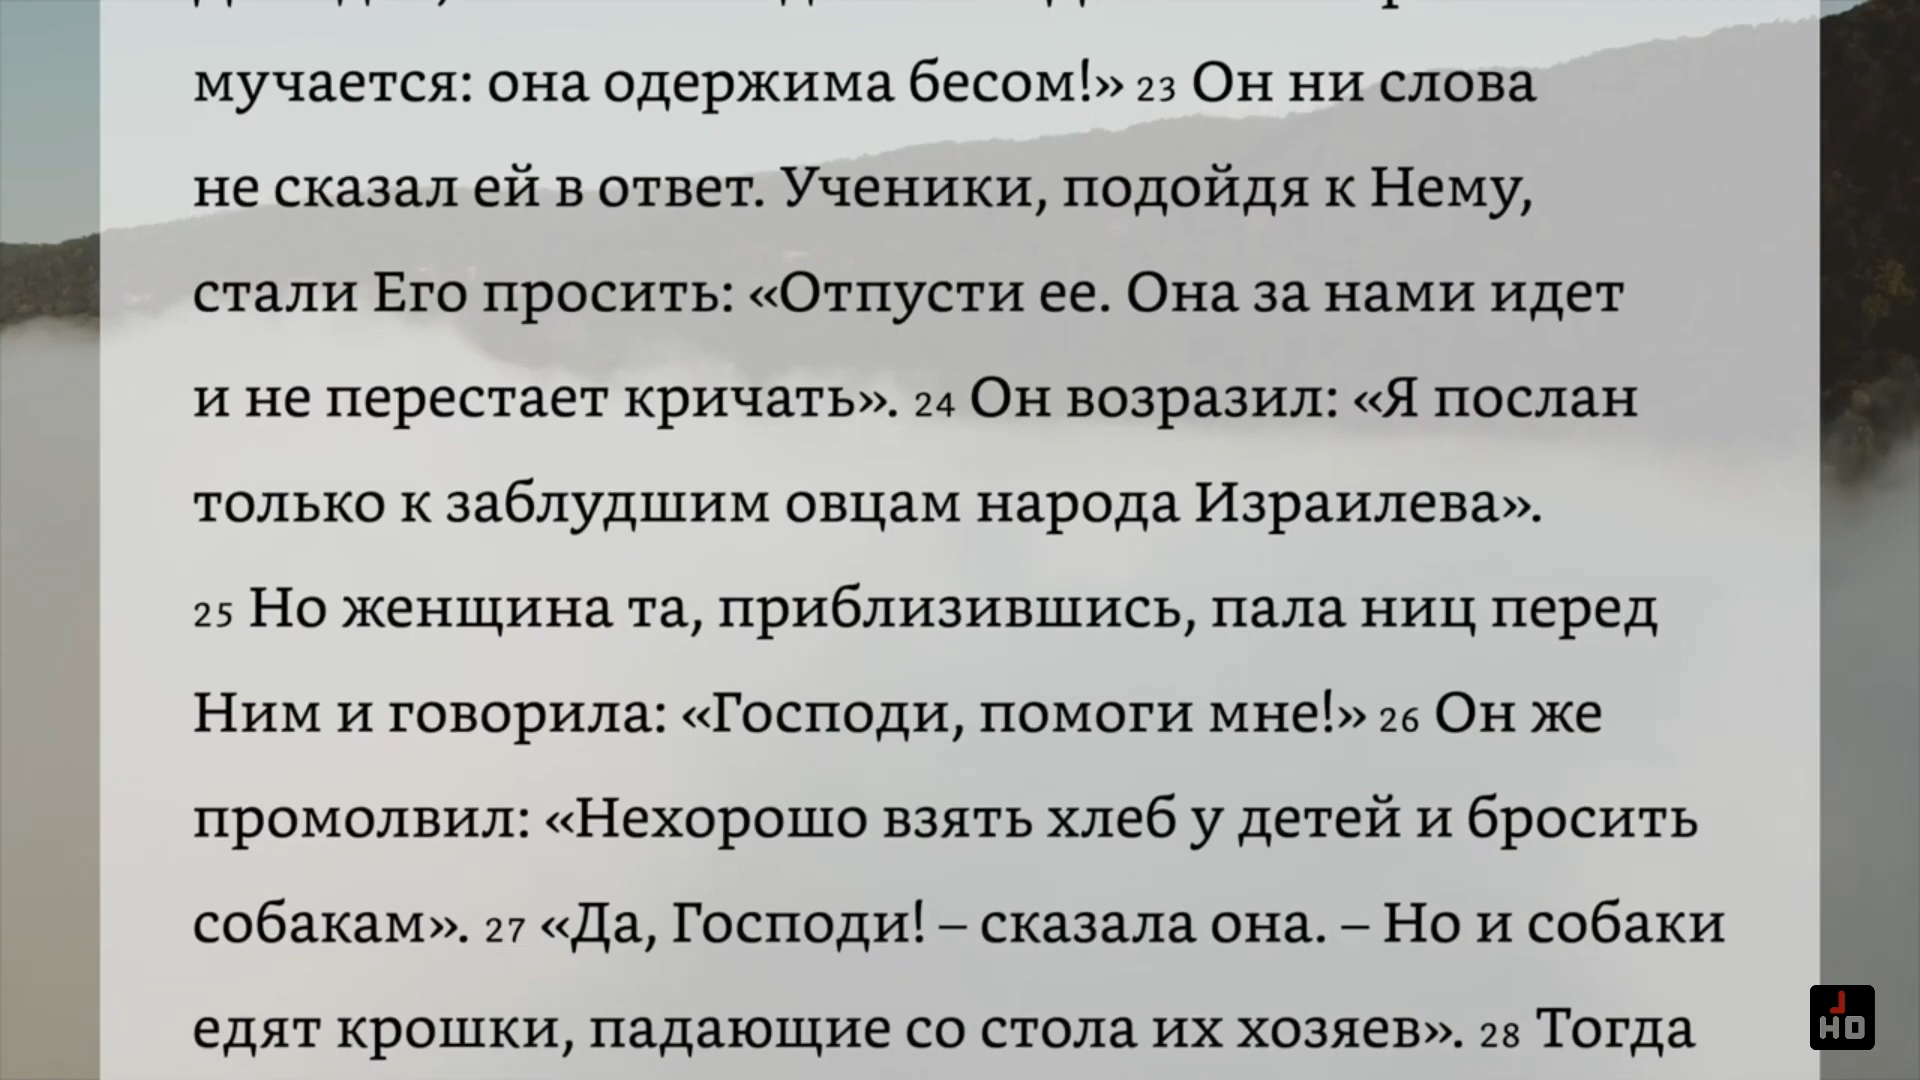 мучается: она одержима бесом!» 23 Он ни слова
не сказал ей в ответ. Ученики, подойдя к Нему,
стали Его просить: «Отпусти ее. Она за нами идет
и не перестает кричать». 24 Он возразил: «Я послан
только к заблудшим овцам народа Израилева».
25 Но женщина та, приблизившись, пала ниц перед
Ним и говорила: «Господи, помоги мне!» 26 Он же
промолвил: «Нехорошо взять хлеб у детей и бросить
собакам». 27 «Да, Господи! – сказала она. – Но и собаки
едят крошки, падающие со стола их хозяев». 28 Тогда